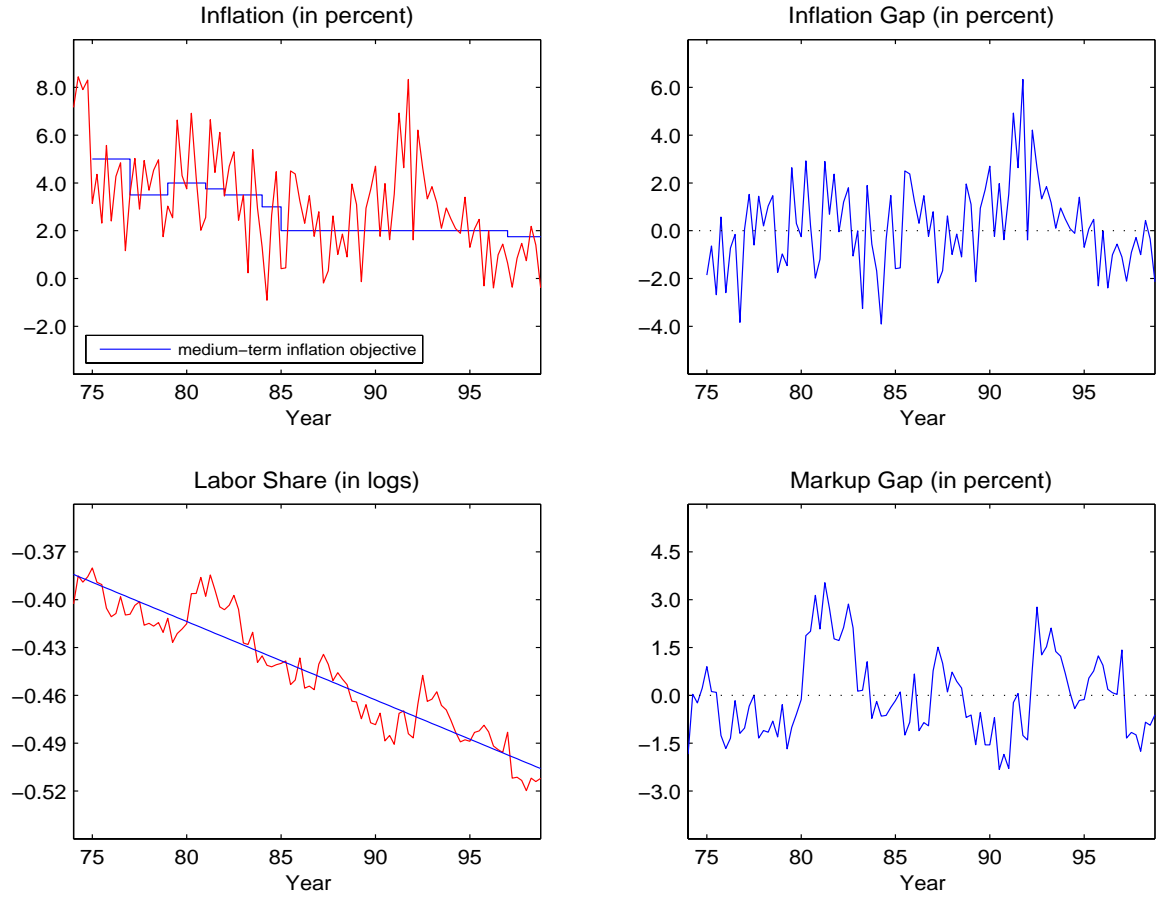 Inflation (in percent)
8.0
6.0
4.0
2.0
0.0
−2.0
medium−term inflation objective
75 80 85 90 95
Year
Inflation Gap (in percent)
6.0
4.0
2.0
0.0
−2.0
−4.0
75 80 85 90 95
Year
Labor Share (in logs)
−0.37
−0.40
−0.43
−0.46
−0.49
−0.52
75 80 85 90 95
Year
Markup Gap (in percent)
4.5
3.0
1.5
0.0
−1.5
−3.0
75 80 85 90 95
Year